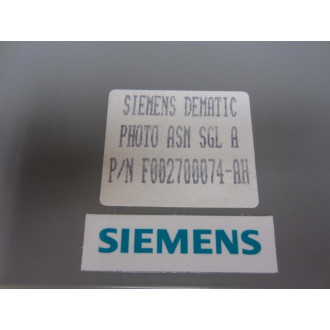 SIEMENS DEMATIC
PHOTO ASM SGL A
P/N F002700074-AH
SIEMENS